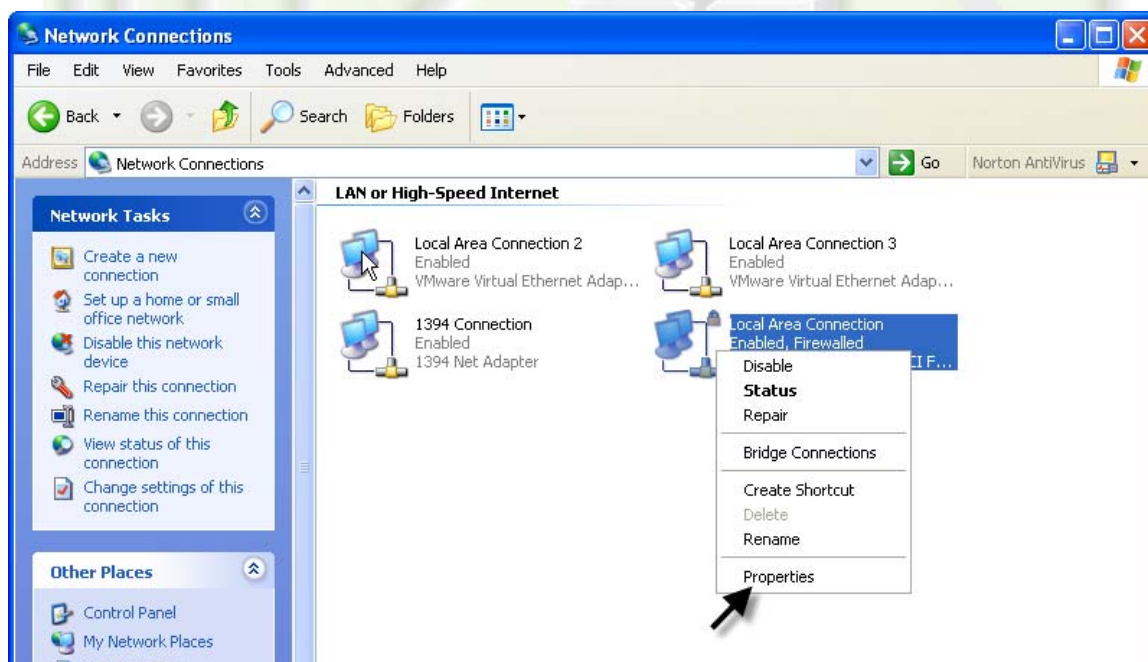 Network Connections
File Edit View Favorites Tools Advanced Help
Back Search Folders
Address Network Connections Go Norton AntiVirus
Network Tasks
Create a new
connection
Set up a home or small
office network
Disable this network
device
Repair this connection
Rename this connection
View status of this
connection
Change settings of this
connection
Other Places
Control Panel
My Network Places
LAN or High-Speed Internet
Local Area Connection 2
Enabled
VMware Virtual Ethernet Adap...
Local Area Connection 3
Enabled
VMware Virtual Ethernet Adap...
1394 Connection
Enabled
1394 Net Adapter
Local Area Connection
Enabled, Firewalled
Disable
Status
Repair
Bridge Connections
Create Shortcut
Delete
Rename
Properties